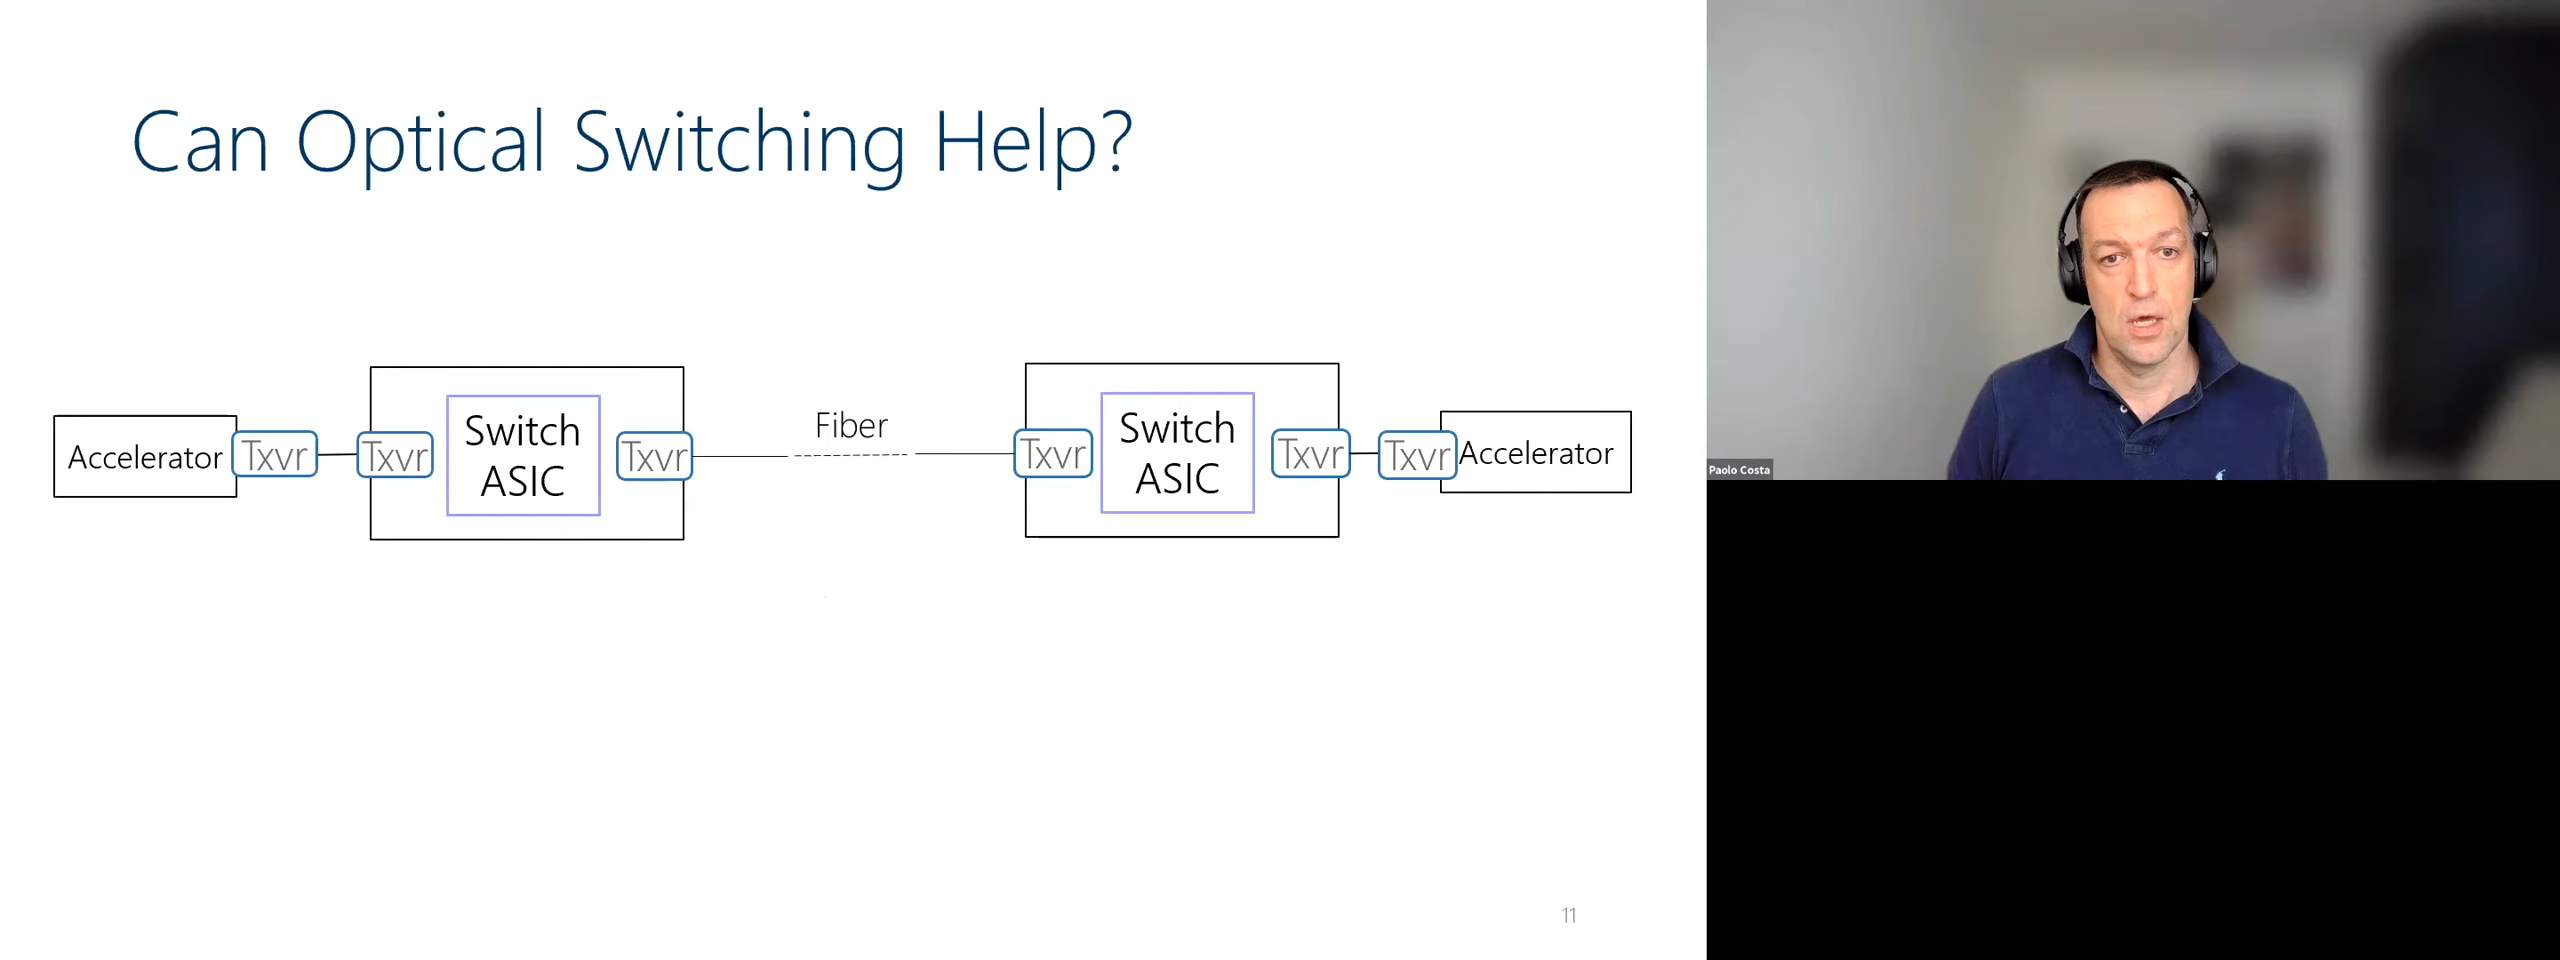 Can Optical Switching Help?
Accelerator
Txvr
Txvr
Switch
ASIC
Txvr
Fiber
Txvr
Switch
ASIC
Txvr
Txvr
Accelerator
Paolo Costa
11